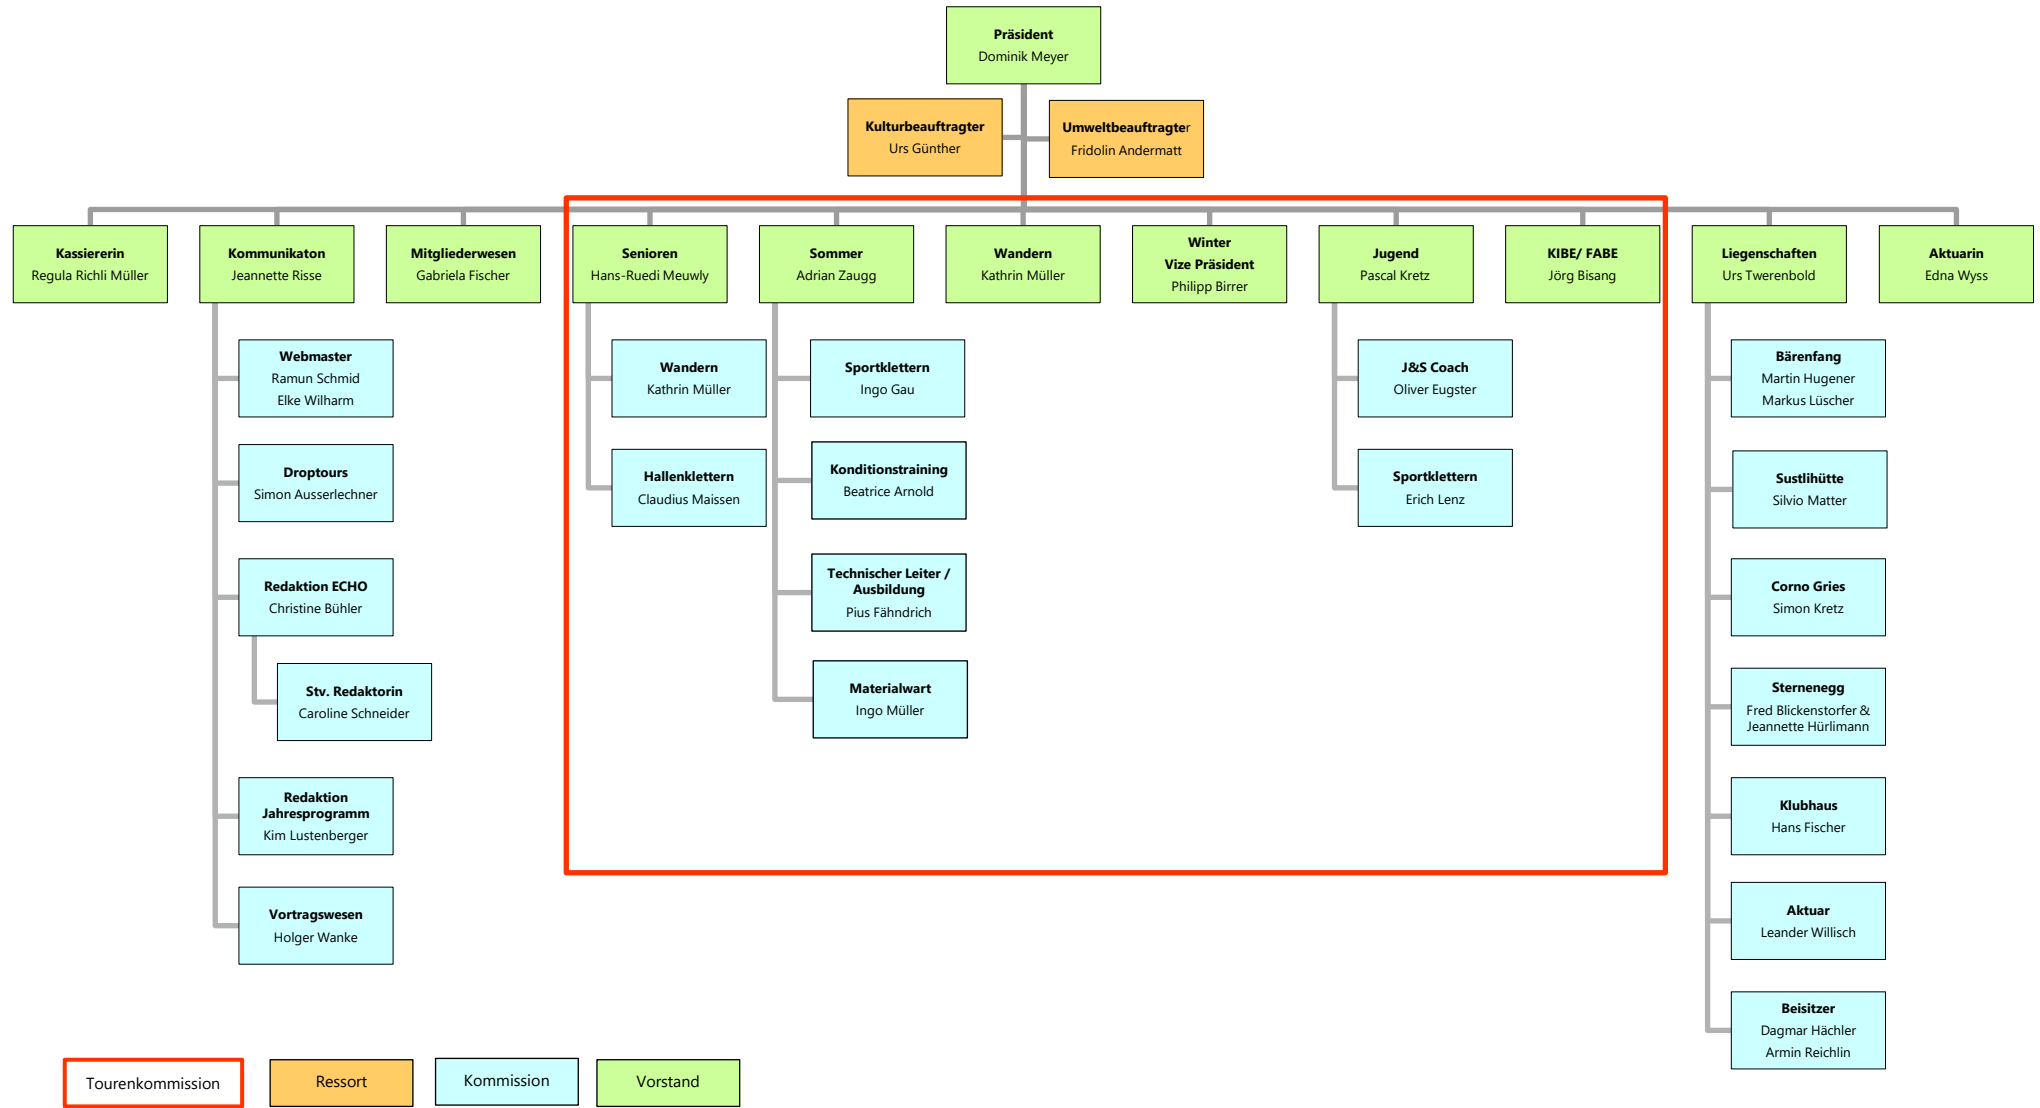 Präsident
Dominik Meyer
Kulturbeauftragter
Urs Günther
Umweltbeauftragter
Fridolin Andermatt
Kassiererin
Regula Richli Müller
Kommunikaton
Jeannette Risse
Mitgliederwesen
Gabriela Fischer
Senioren
Hans-Ruedi Meuwly
Sommer
Adrian Zaugg
Wandern
Kathrin Müller
Winter
Vize Präsident
Philipp Birrer
Jugend
Pascal Kretz
KIBE/ FABE
Jörg Bisang
Liegenschaften
Urs Twerenbold
Aktuarin
Edna Wyss
Webmaster
Ramun Schmid
Elke Wilharm
Droptours
Simon Ausserlechner
Redaktion ECHO
Christine Bühler
Stv. Redaktorin
Caroline Schneider
Redaktion
Jahresprogramm
Kim Lustenberger
Vortragswesen
Holger Wanke
Wandern
Kathrin Müller
Hallenklettern
Claudius Maissen
Sportklettern
Ingo Gau
Konditionstraining
Beatrice Arnold
Technischer Leiter /
Ausbildung
Pius Fähndrich
Materialwart
Ingo Müller
J&S Coach
Oliver Eugster
Sportklettern
Erich Lenz
Bärenfang
Martin Hugener
Markus Lüscher
Sustlihütte
Silvio Matter
Corno Gries
Simon Kretz
Sternenegg
Fred Blickenstorfer &
Jeannette Hürlimann
Klubhaus
Hans Fischer
Aktuar
Leander Willisch
Beisitzer
Dagmar Hächler
Armin Reichlin
Tourenkommission
Ressort
Kommission
Vorstand